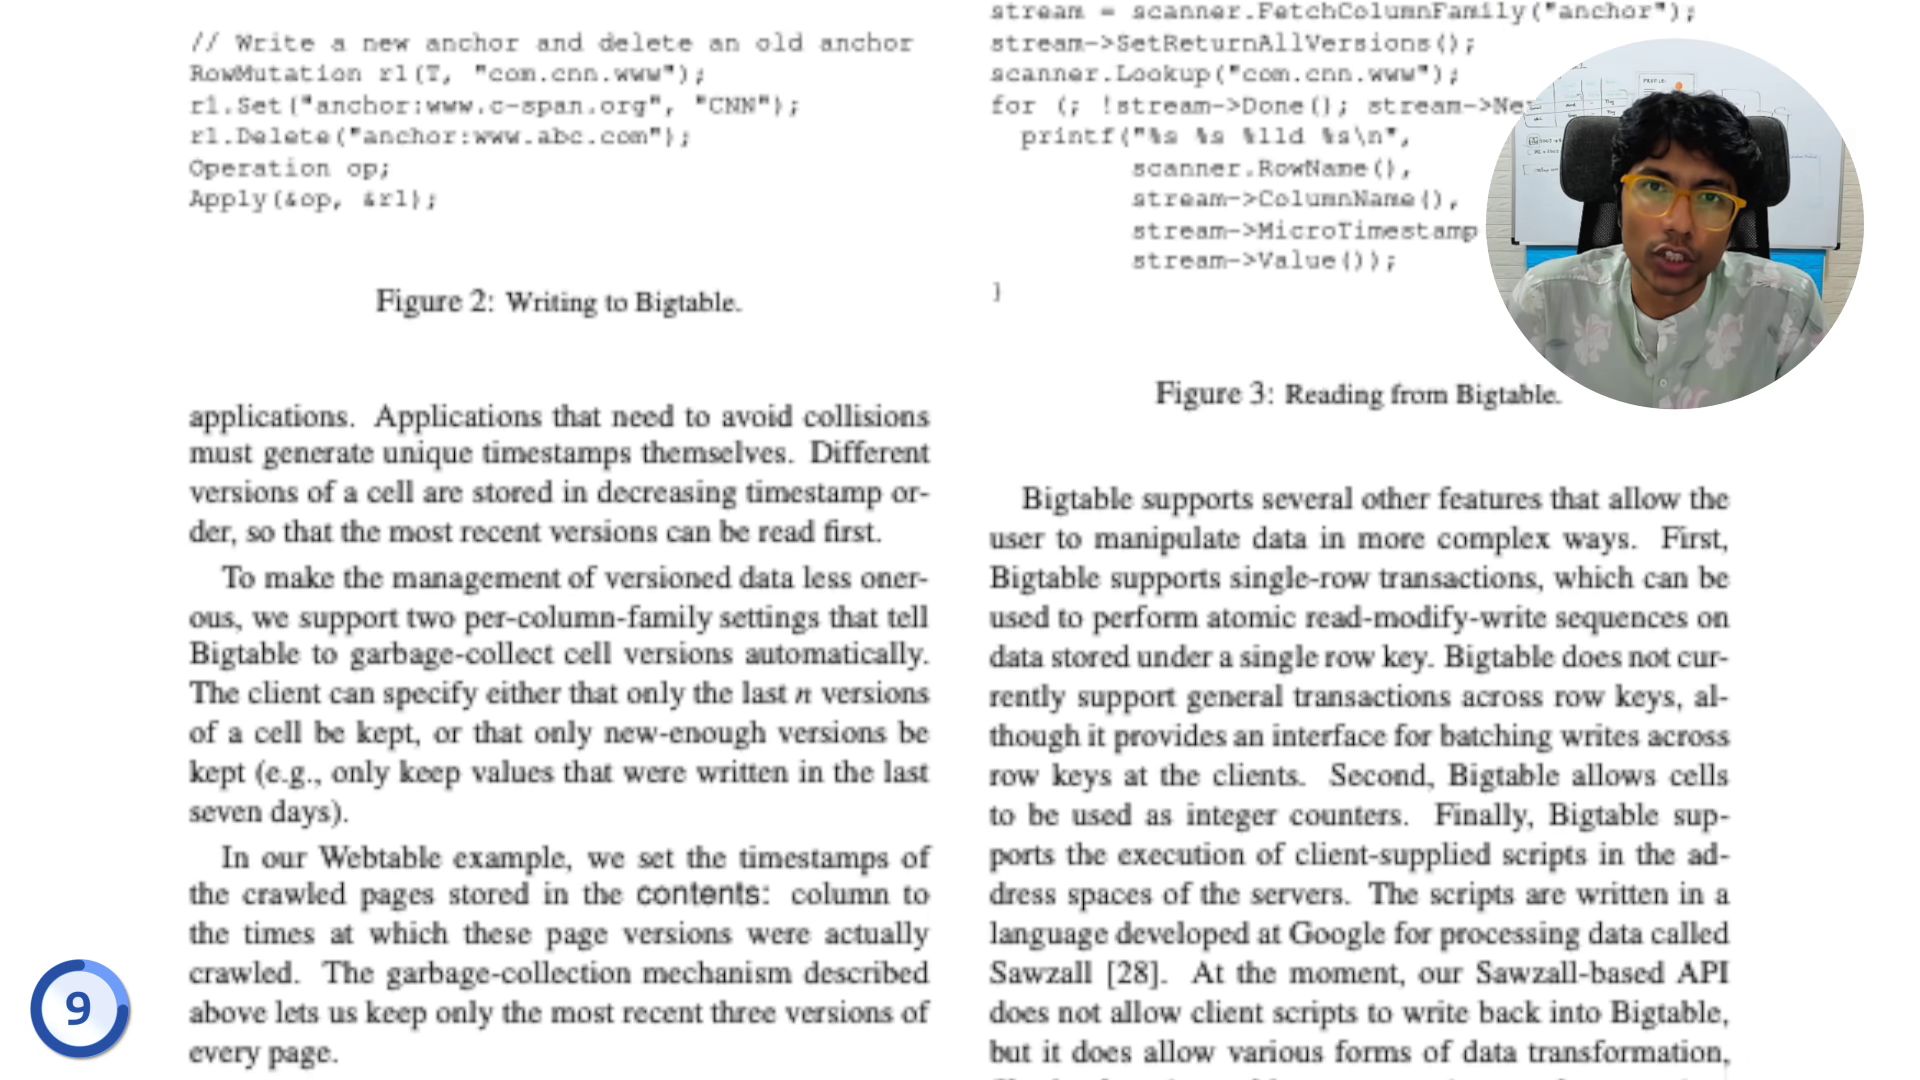 // Write a new anchor and delete an old anchor
RowMutation r1(T, "com.cnn.www");
r1.Set("anchor:www.c-span.org", "CNN");
r1.Delete("anchor:www.abc.com");
Operation op;
Apply(&op, &r1);
Figure 2: Writing to Bigtable.
applications. Applications that need to avoid collisions
must generate unique timestamps themselves. Different
versions of a cell are stored in decreasing timestamp or-
der, so that the most recent versions can be read first.
To make the management of versioned data less oner-
ous, we support two per-column-family settings that tell
Bigtable to garbage-collect cell versions automatically.
The client can specify either that only the last n versions
of a cell be kept, or that only new-enough versions be
kept (e.g., only keep values that were written in the last
seven days).
In our Webtable example, we set the timestamps of
the crawled pages stored in the contents: column to
the times at which these page versions were actually
crawled. The garbage-collection mechanism described
above lets us keep only the most recent three versions of
every page.
stream = scanner.FetchColumnFamily("anchor");
stream->SetReturnAllVersions();
scanner.Lookup("com.cnn.www");
for (; !stream->Done(); stream->Ne
printf("%s %s %lld %s\n",
scanner.RowName(),
stream->ColumnName(),
stream->MicroTimestamp
stream->Value());
}
Figure 3: Reading from Bigtable.
Bigtable supports several other features that allow the
user to manipulate data in more complex ways. First,
Bigtable supports single-row transactions, which can be
used to perform atomic read-modify-write sequences on
data stored under a single row key. Bigtable does not cur-
rently support general transactions across row keys, al-
though it provides an interface for batching writes across
row keys at the clients. Second, Bigtable allows cells
to be used as integer counters. Finally, Bigtable sup-
ports the execution of client-supplied scripts in the ad-
dress spaces of the servers. The scripts are written in a
language developed at Google for processing data called
Sawzall [28]. At the moment, our Sawzall-based API
does not allow client scripts to write back into Bigtable,
but it does allow various forms of data transformation,
9